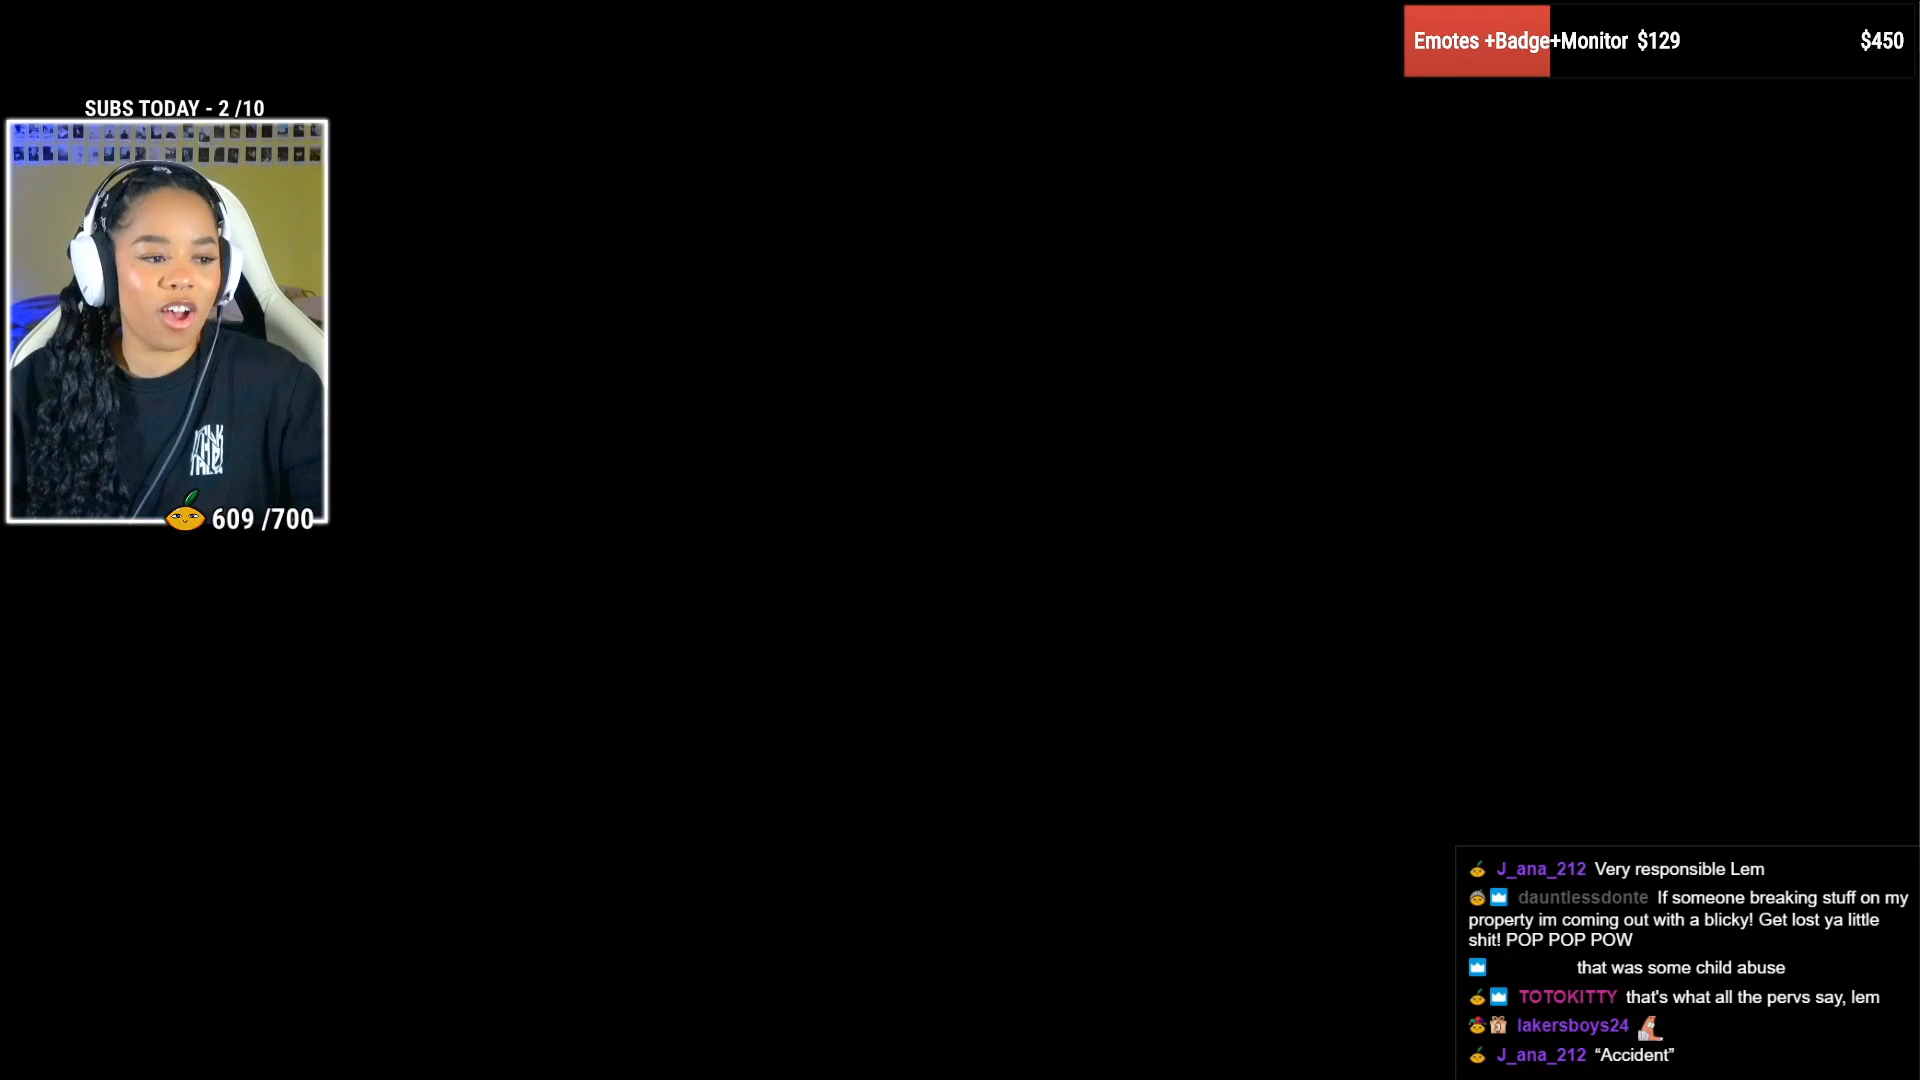 Emotes +Badge+Monitor $129 $450
SUBS TODAY - 2 /10
609 /700
J_ana_212 Very responsible Lem
dauntlessdonte If someone breaking stuff on my
property im coming out with a blicky! Get lost ya little
shit! POP POP POW
that was some child abuse
TOTOKITTY that's what all the pervs say, lem
lakersboys24
J_ana_212 “Accident”